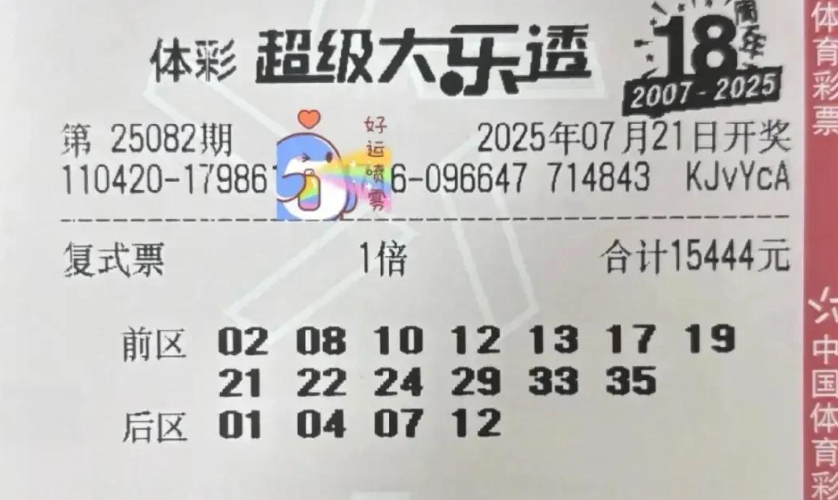 体彩 超级大乐透
18周年
2007-2025
第 25082期 2025年07月21日开奖
110420-179861 6-096647 714843 KJvYcA
好运喷雾
复式票 1倍 合计15444元
前区 02 08 10 12 13 17 19
21 22 24 29 33 35
后区 01 04 07 12
体育彩票
中国体育彩